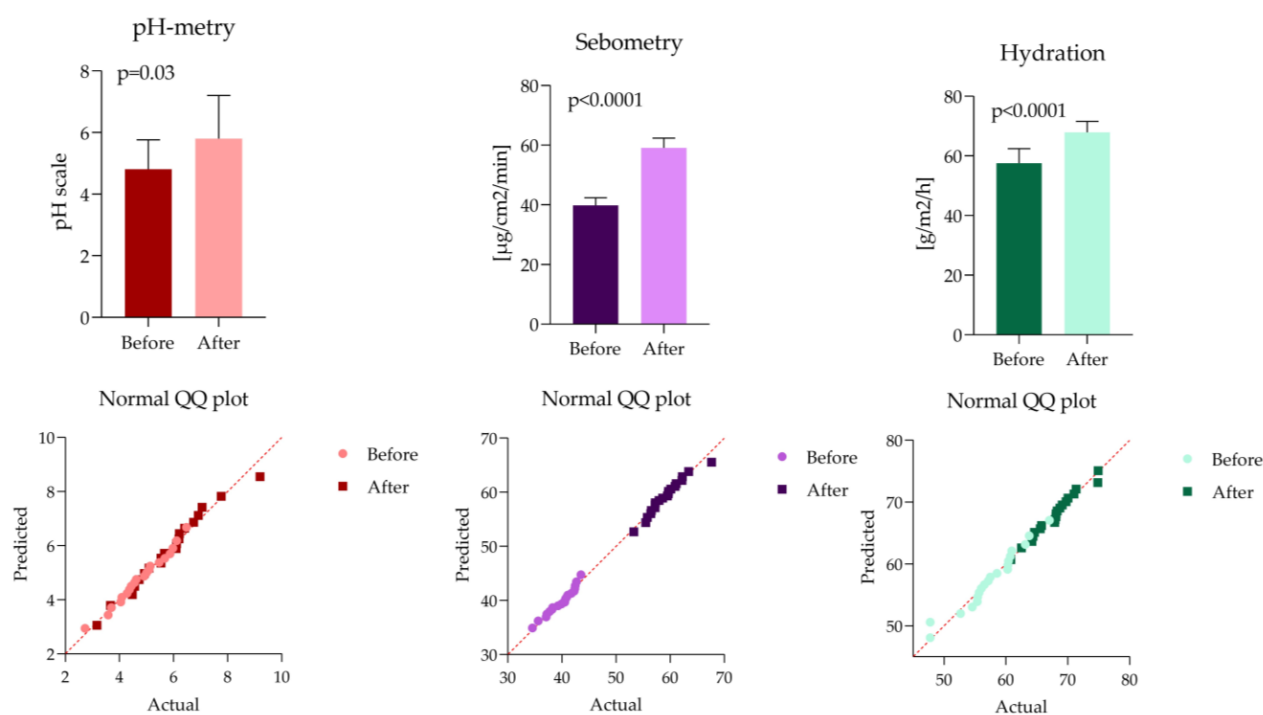 pH-metry
p=0.03
8
6
4
2
0
pH scale
Before
After
Sebometry
p<0.0001
80
60
40
20
0
[µg/cm2/min]
Before
After
Hydration
p<0.0001
80
60
40
20
0
[g/m2/h]
Before
After
Normal QQ plot
10
8
6
4
2
Predicted
2 4 6 8 10
Actual
Before
After
Normal QQ plot
70
60
50
40
30
Predicted
30 40 50 60 70
Actual
Before
After
Normal QQ plot
80
70
60
50
Predicted
50 60 70 80
Actual
Before
After